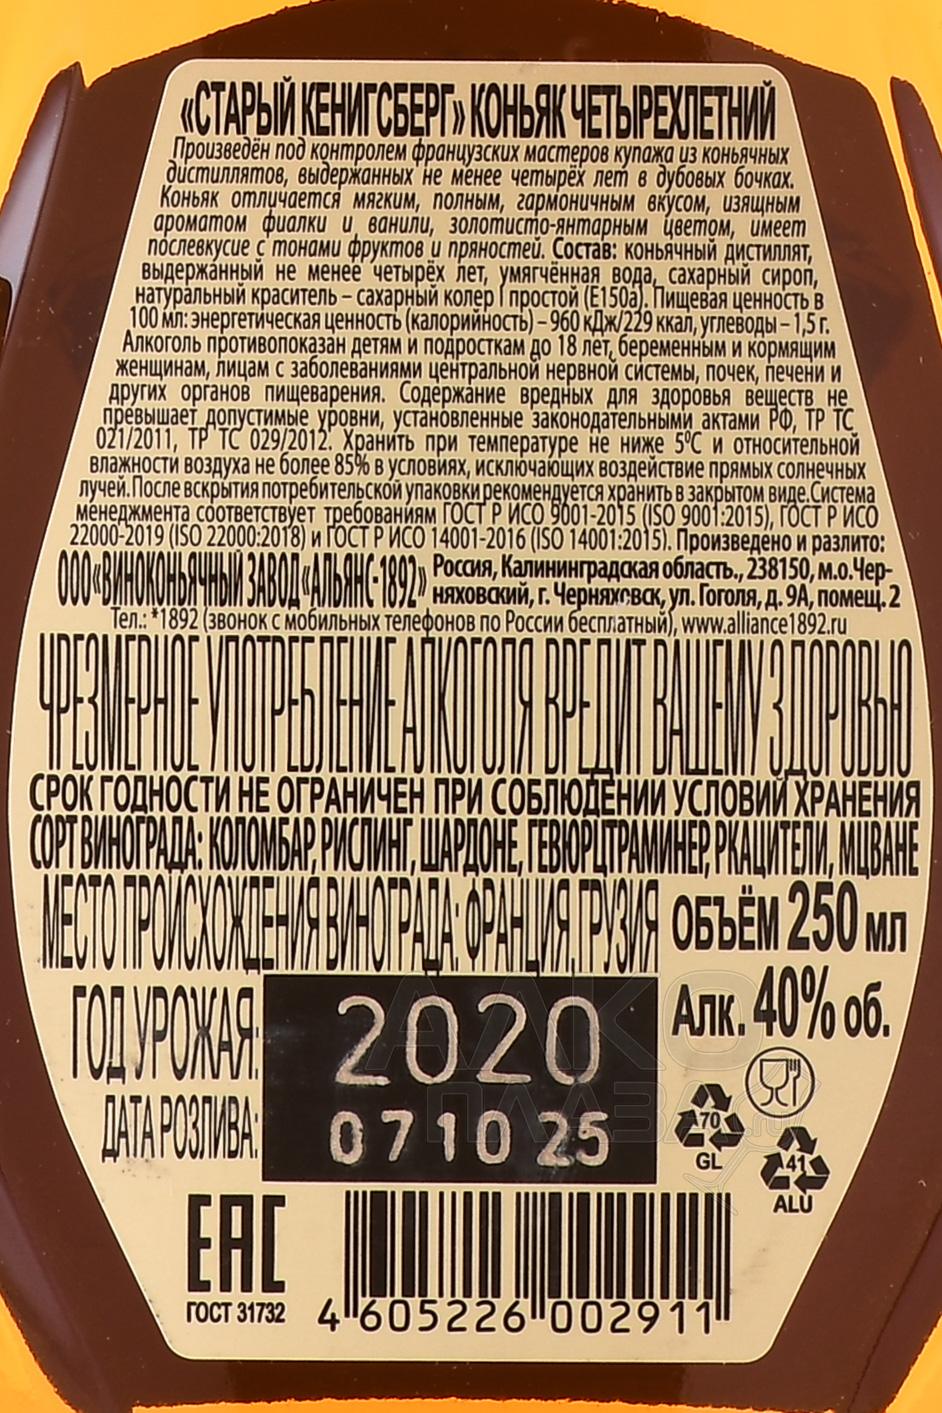 «СТАРЫЙ КЕНИГСБЕРГ» КОНЬЯК ЧЕТЫРЕХЛЕТНИЙ
Произведён под контролем французских мастеров купажа из коньячных
дистиллятов, выдержанных не менее четырёх лет в дубовых бочках.
Коньяк отличается мягким, полным, гармоничным вкусом, изящным
ароматом фиалки и ванили, золотисто-янтарным цветом, имеет
послевкусие с тонами фруктов и пряностей. Состав: коньячный дистиллят,
выдержанный не менее четырёх лет, умягчённая вода, сахарный сироп,
натуральный краситель – сахарный колер I простой (Е150а). Пищевая ценность в
100 мл: энергетическая ценность (калорийность) – 960 кДж/229 ккал, углеводы – 1,5 г.
Алкоголь противопоказан детям и подросткам до 18 лет, беременным и кормящим
женщинам, лицам с заболеваниями центральной нервной системы, почек, печени и
других органов пищеварения. Содержание вредных для здоровья веществ не
превышает допустимые уровни, установленные законодательными актами РФ, ТР ТС
021/2011, ТР ТС 029/2012. Хранить при температуре не ниже 5°С и относительной
влажности воздуха не более 85% в условиях, исключающих воздействие прямых солнечных
лучей.После вскрытия потребительской упаковки рекомендуется хранить в закрытом виде.Система
менеджмента соответствует требованиям ГОСТ Р ИСО 9001-2015 (ISO 9001:2015), ГОСТ Р ИСО
22000-2019 (ISO 22000:2018) и ГОСТ Р ИСО 14001-2016 (ISO 14001:2015). Произведено и разлито:
ООО «ВИНОКОНЬЯЧНЫЙ ЗАВОД «АЛЬЯНС-1892» Россия, Калининградская область., 238150, м.о.Чер-
няховский, г. Черняховск, ул. Гоголя, д. 9А, помещ. 2
Тел.: *1892 (звонок с мобильных телефонов по России бесплатный), www.alliance1892.ru
ЧРЕЗМЕРНОЕ УПОТРЕБЛЕНИЕ АЛКОГОЛЯ ВРЕДИТ ВАШЕМУ ЗДОРОВЬЮ
СРОК ГОДНОСТИ НЕ ОГРАНИЧЕН ПРИ СОБЛЮДЕНИИ УСЛОВИЙ ХРАНЕНИЯ
СОРТ ВИНОГРАДА: КОЛОМБАР, РИСЛИНГ, ШАРДОНЕ, ГЕВЮРЦТРАМИНЕР, РКАЦИТЕЛИ, МЦВАНЕ
МЕСТО ПРОИСХОЖДЕНИЯ ВИНОГРАДА: ФРАНЦИЯ, ГРУЗИЯ
ОБЪЁМ 250 мл
ГОД УРОЖАЯ: 2020
Алк. 40% об.
ДАТА РОЗЛИВА: 071025
70
GL
41
ALU
ЕАС
ГОСТ 31732
4 605226 002911
АЛКО
ПЛАЗА.ru